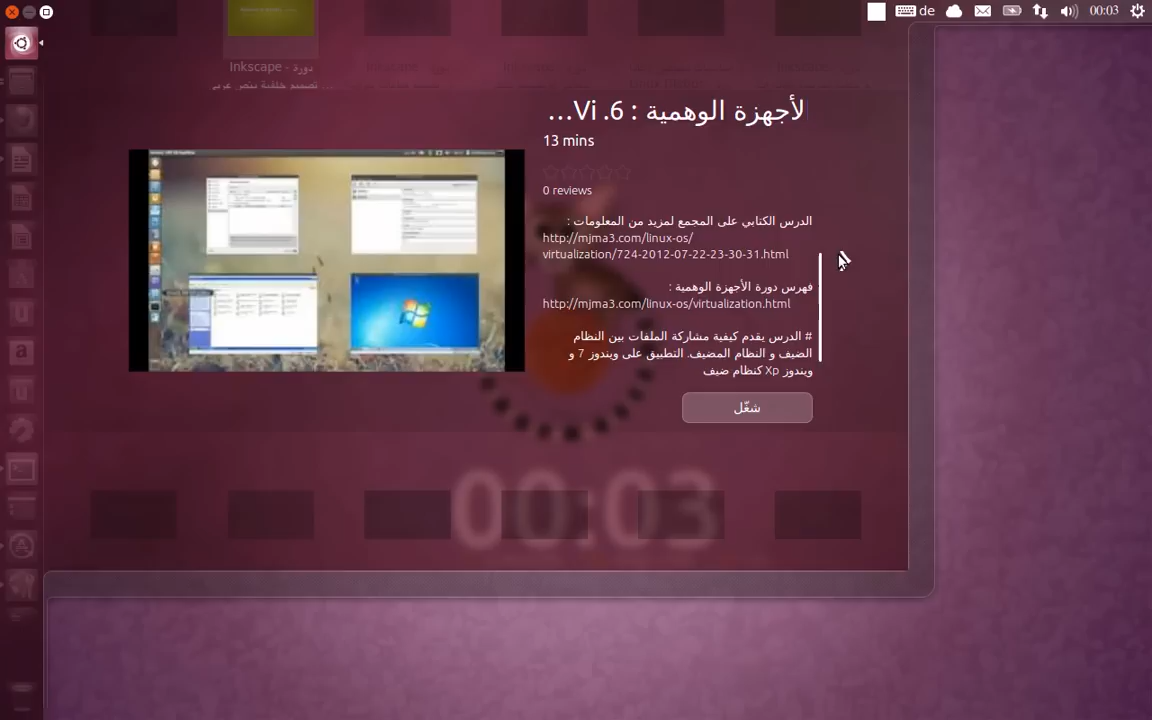 de
00:03
Inkscape - دورة
لأجهزة الوهمية : 6. Vi...
13 mins
0 reviews
الدرس الكتابي على المجمع لمزيد من المعلومات :
http://mjma3.com/linux-os/
virtualization/724-2012-07-22-23-30-31.html
فهرس دورة الأجهزة الوهمية :
http://mjma3.com/linux-os/virtualization.html
# الدرس يقدم كيفية مشاركة الملفات بين النظام
الضيف و النظام المضيف. التطبيق على ويندوز 7 و
ويندوز Xp كنظام ضيف
شغّل
00:03